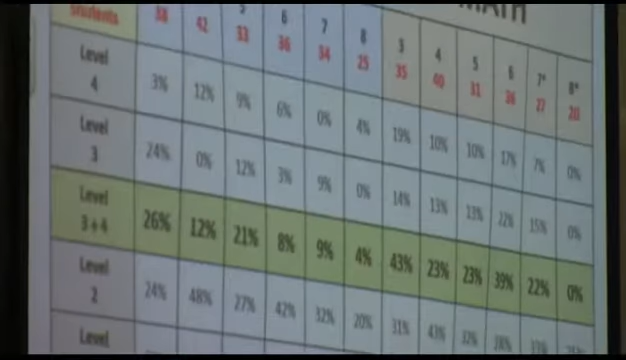 MATH
5 6 7 8 3 4 5 6 7* 8*
students 38 42 33 36 34 25 35 40 31 36 27 20
Level 4 3% 12% 9% 6% 0% 4% 19% 10% 10% 17% 7% 0%
Level 3 24% 0% 12% 3% 9% 0% 14% 13% 13% 22% 15% 0%
Level 3+4 26% 12% 21% 8% 9% 4% 43% 23% 23% 39% 22% 0%
Level 2 24% 48% 27% 42% 32% 20% 31% 43% 32%
Level